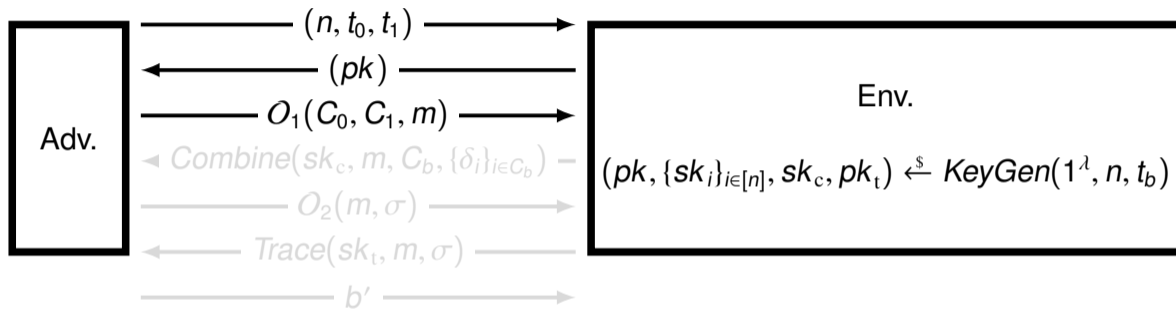 (n, t₀, t₁)
(pk)
Adv.
Env.
𝒪₁(C₀, C₁, m)
Combine(sk_c, m, C_b, {δ_i}_{i∈C_b})
(pk, {sk_i}_{i∈[n]}, sk_c, pk_t) ←$ KeyGen(1^λ, n, t_b)
𝒪₂(m, σ)
Trace(sk_t, m, σ)
b′